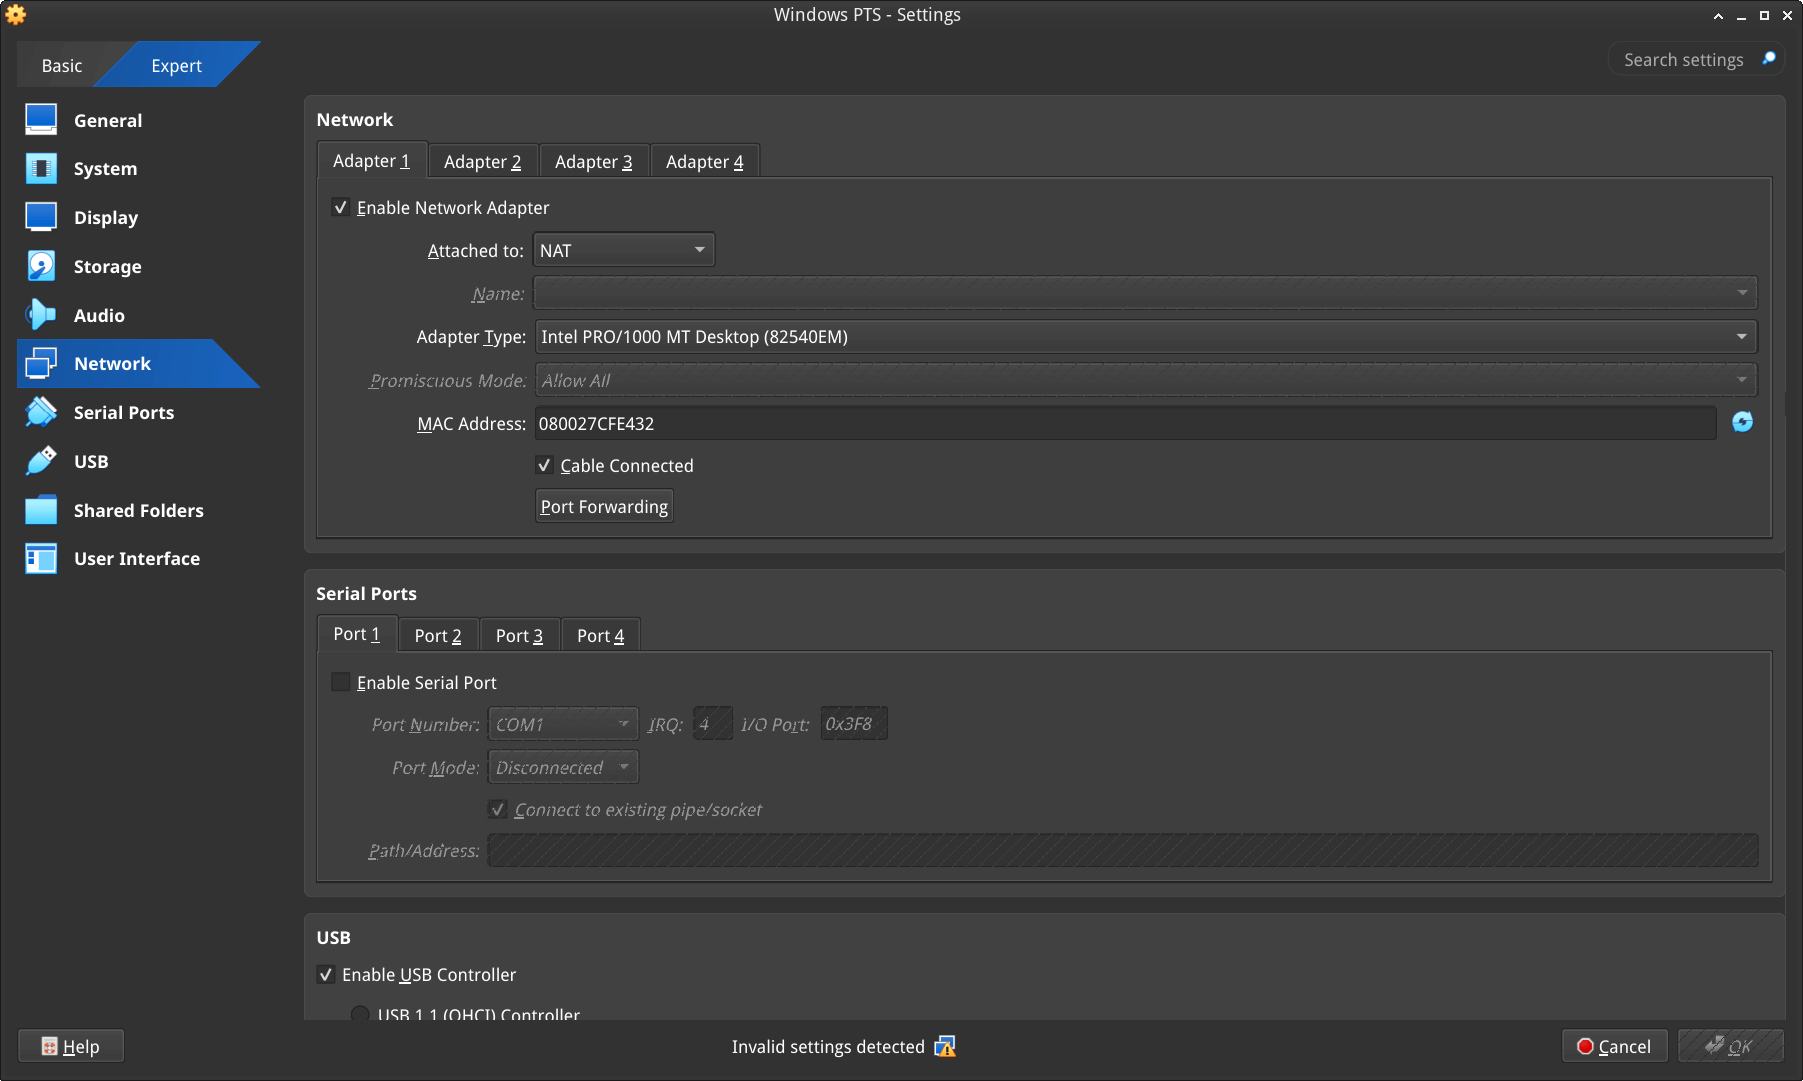 Windows PTS - Settings
Basic
Expert
Search settings
General
System
Display
Storage
Audio
Network
Serial Ports
USB
Shared Folders
User Interface
Network
Adapter 1
Adapter 2
Adapter 3
Adapter 4
Enable Network Adapter
Attached to: NAT
Name:
Adapter Type: Intel PRO/1000 MT Desktop (82540EM)
Promiscuous Mode: Allow All
MAC Address: 080027CFE432
Cable Connected
Port Forwarding
Serial Ports
Port 1
Port 2
Port 3
Port 4
Enable Serial Port
Port Number: COM1 IRQ: 4 I/O Port: 0x3F8
Port Mode: Disconnected
Connect to existing pipe/socket
Path/Address:
USB
Enable USB Controller
USB 1.1 (OHCI) Controller
Help
Invalid settings detected
Cancel
OK